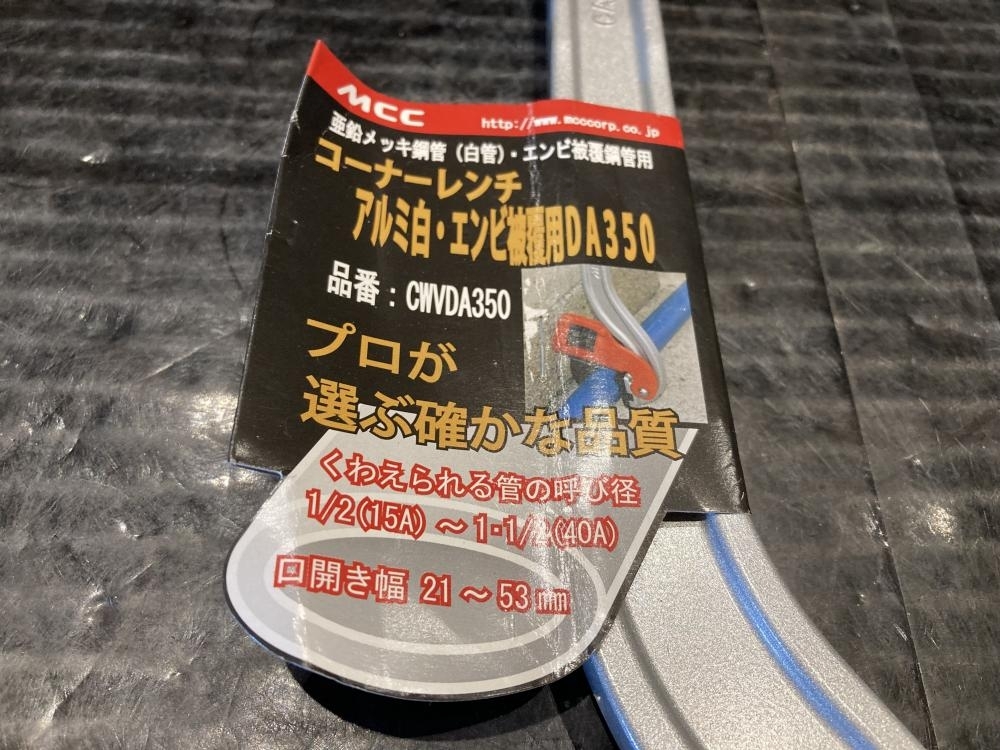 MCC
http://www.mcccorp.co.jp
亜鉛メッキ鋼管(白管)・エンビ被覆鋼管用
コーナーレンチ
アルミ白・エンビ被覆用DA350
品番：CWVDA350
プロが
選ぶ確かな品質
くわえられる管の呼び径
1/2(15A)～1・1/2(40A)
口開き幅 21～53㎜